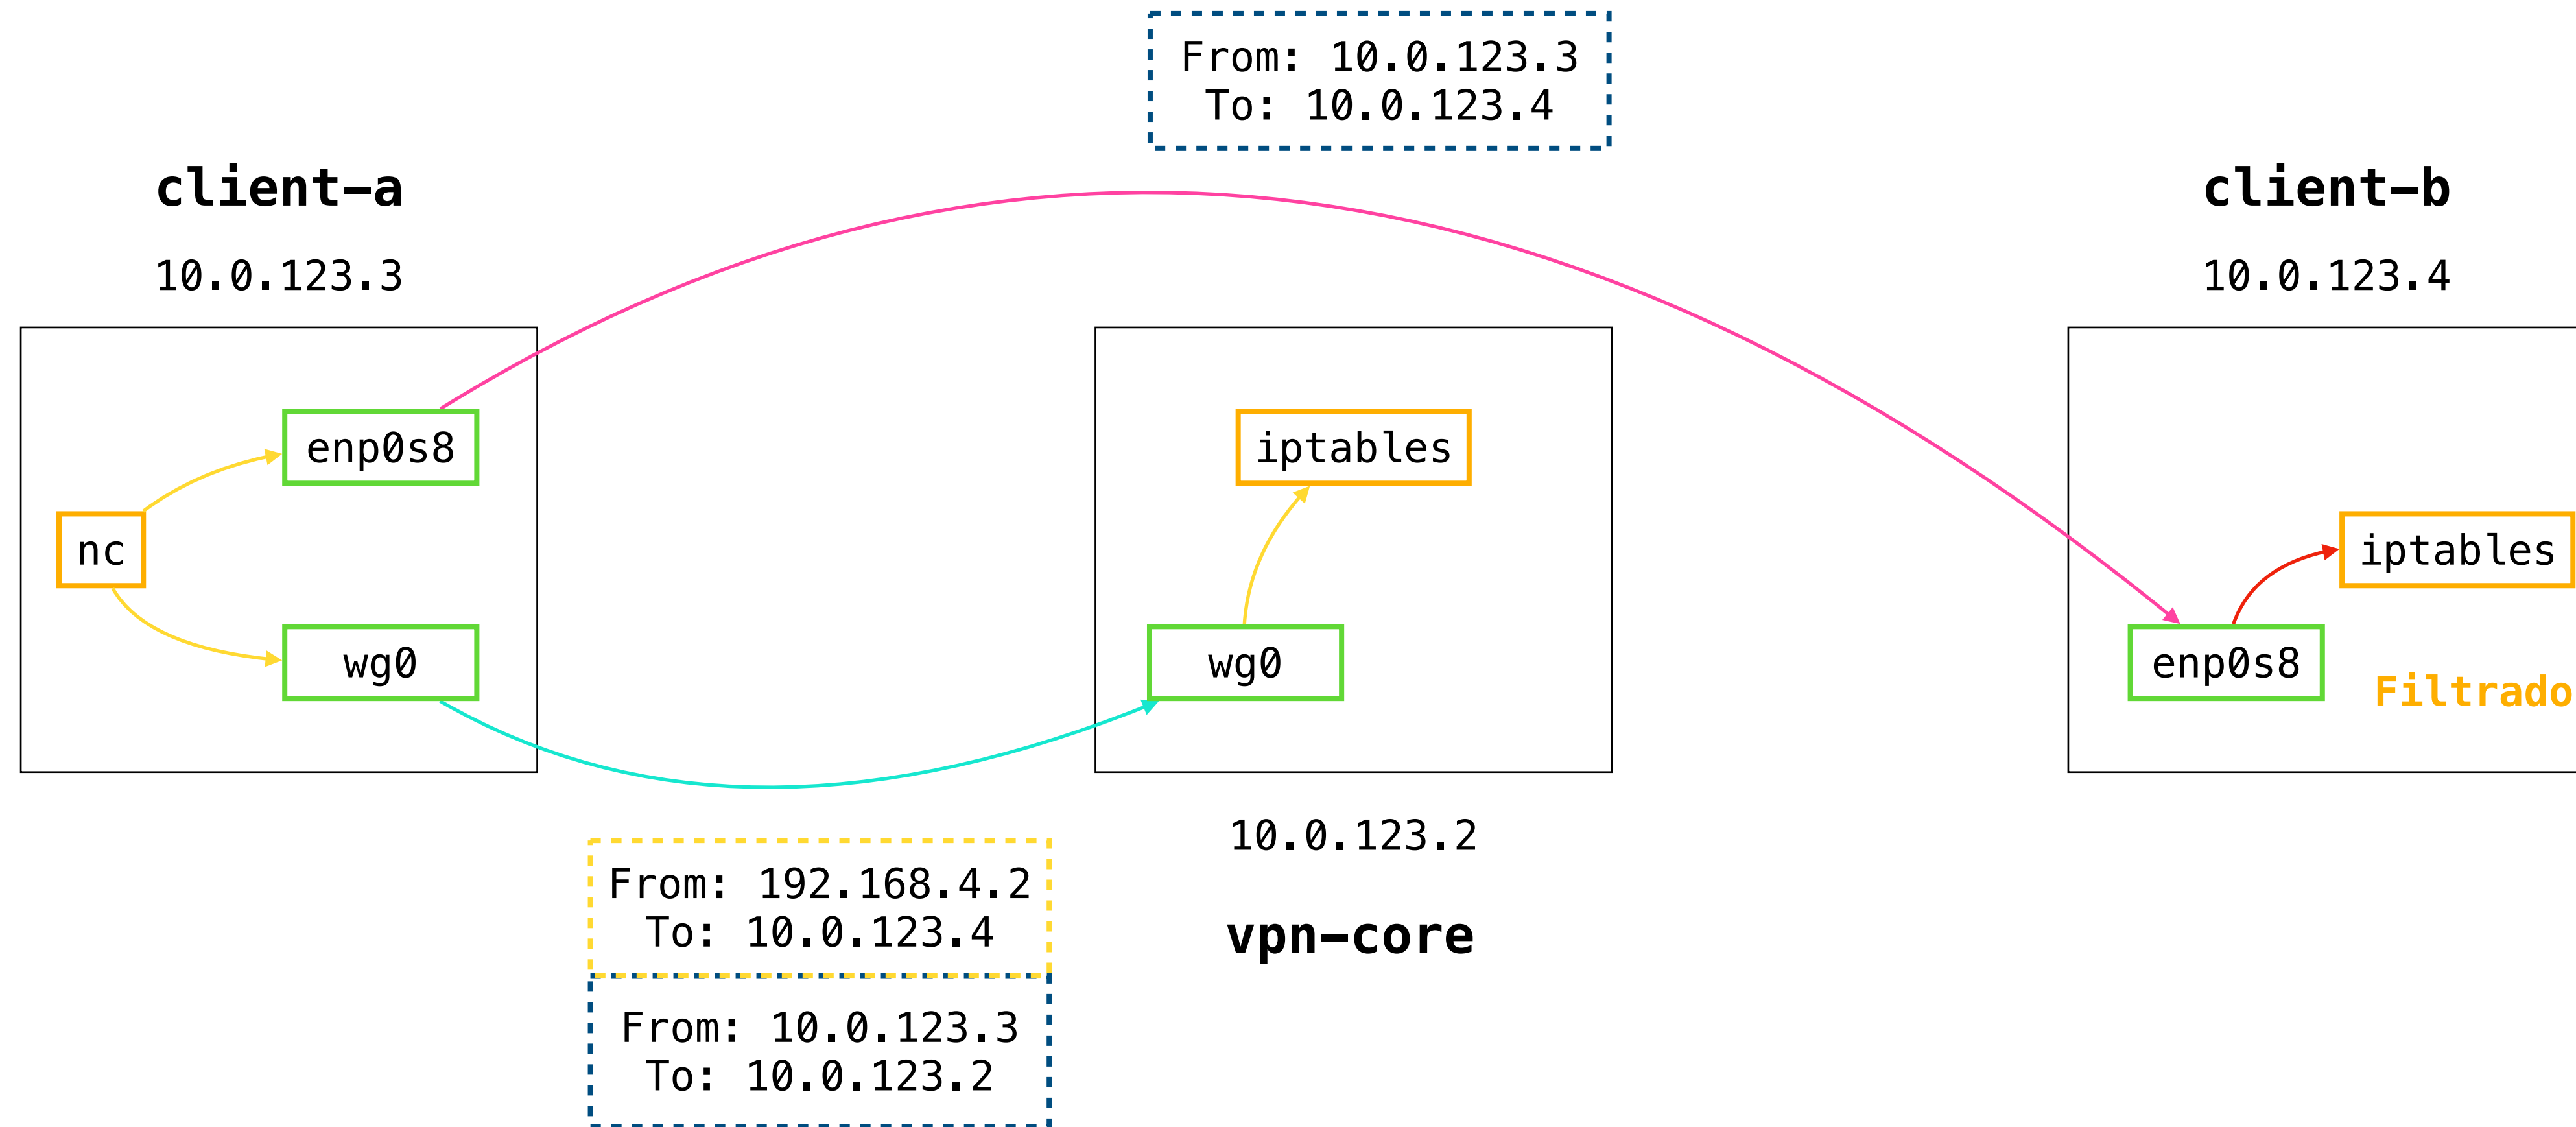 From: 10.0.123.3
To: 10.0.123.4
client-a
10.0.123.3
client-b
10.0.123.4
enp0s8
nc
wg0
iptables
wg0
iptables
enp0s8
Filtrado
10.0.123.2
vpn-core
From: 192.168.4.2
To: 10.0.123.4
From: 10.0.123.3
To: 10.0.123.2